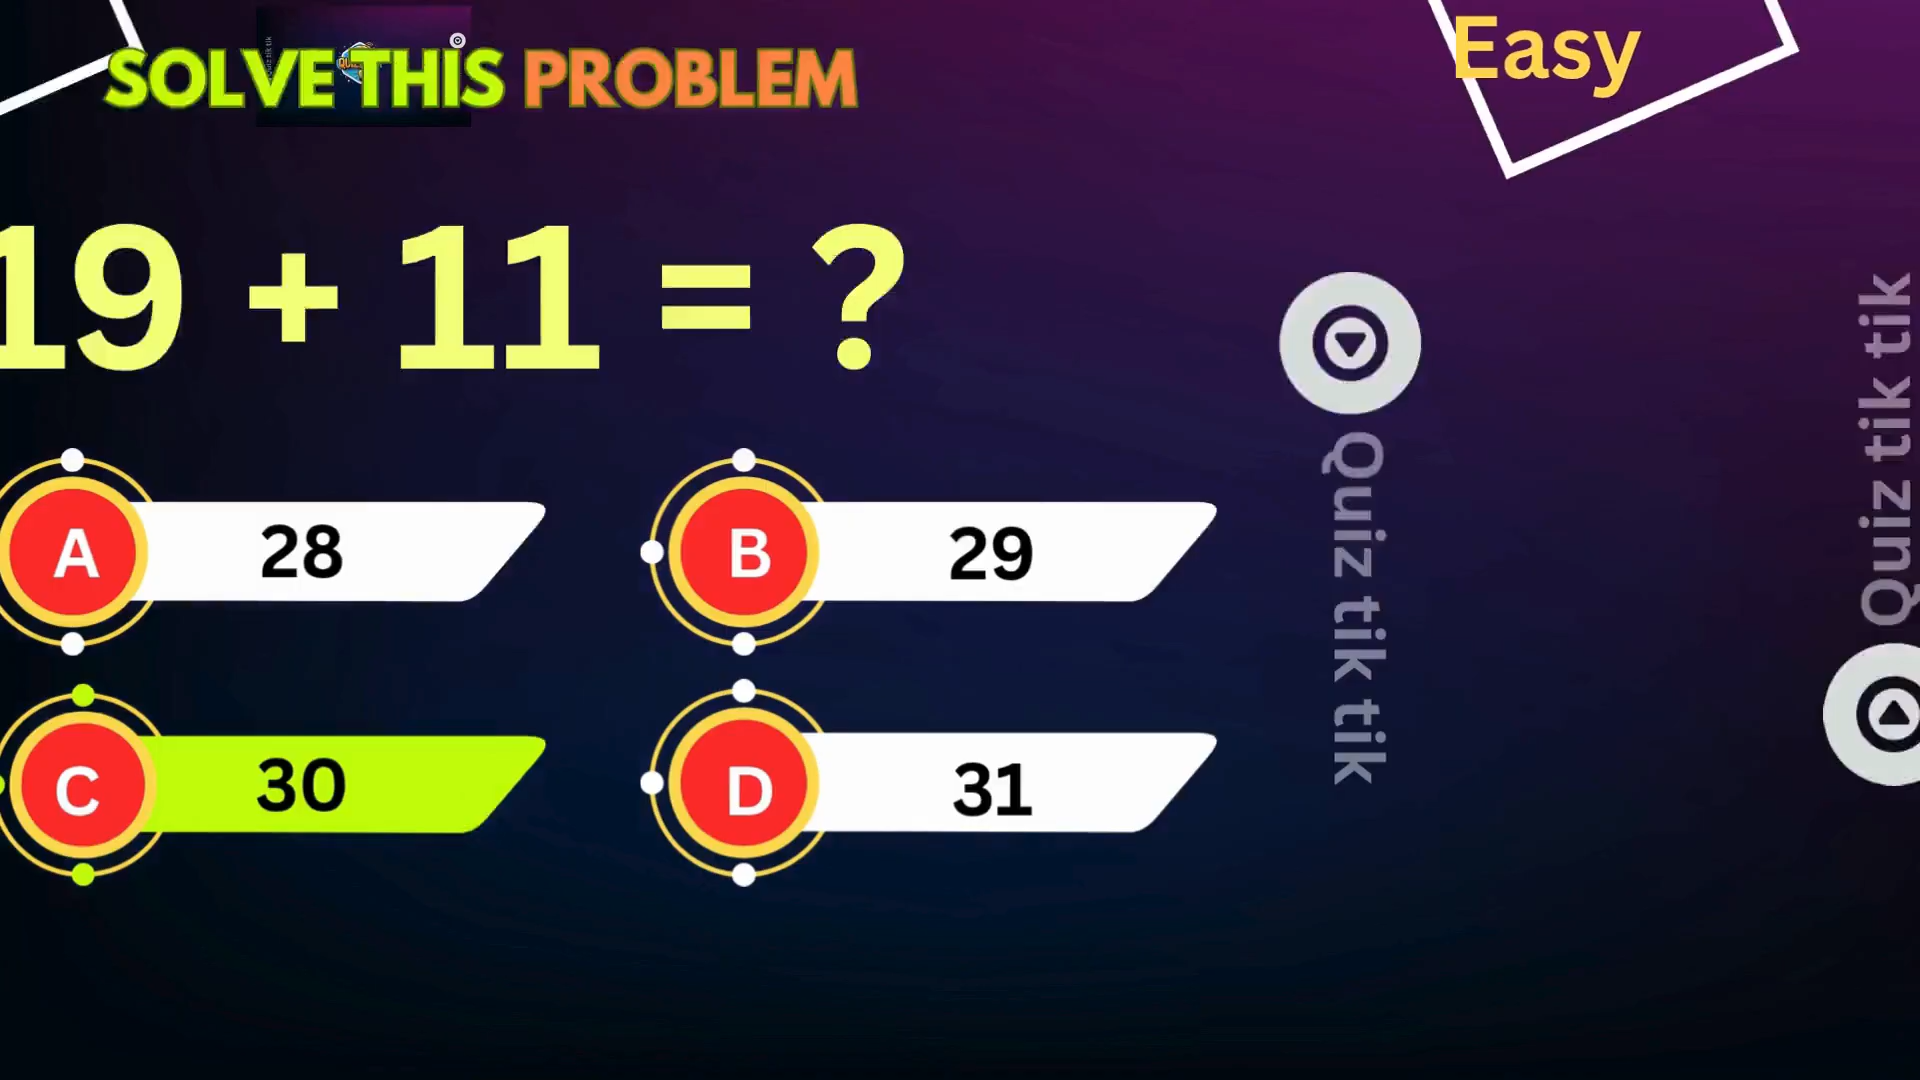 SOLVE THIS PROBLEM
Easy
19 + 11 = ?
A 28
B 29
C 30
D 31
Quiz tik tik
Quiz tik tik